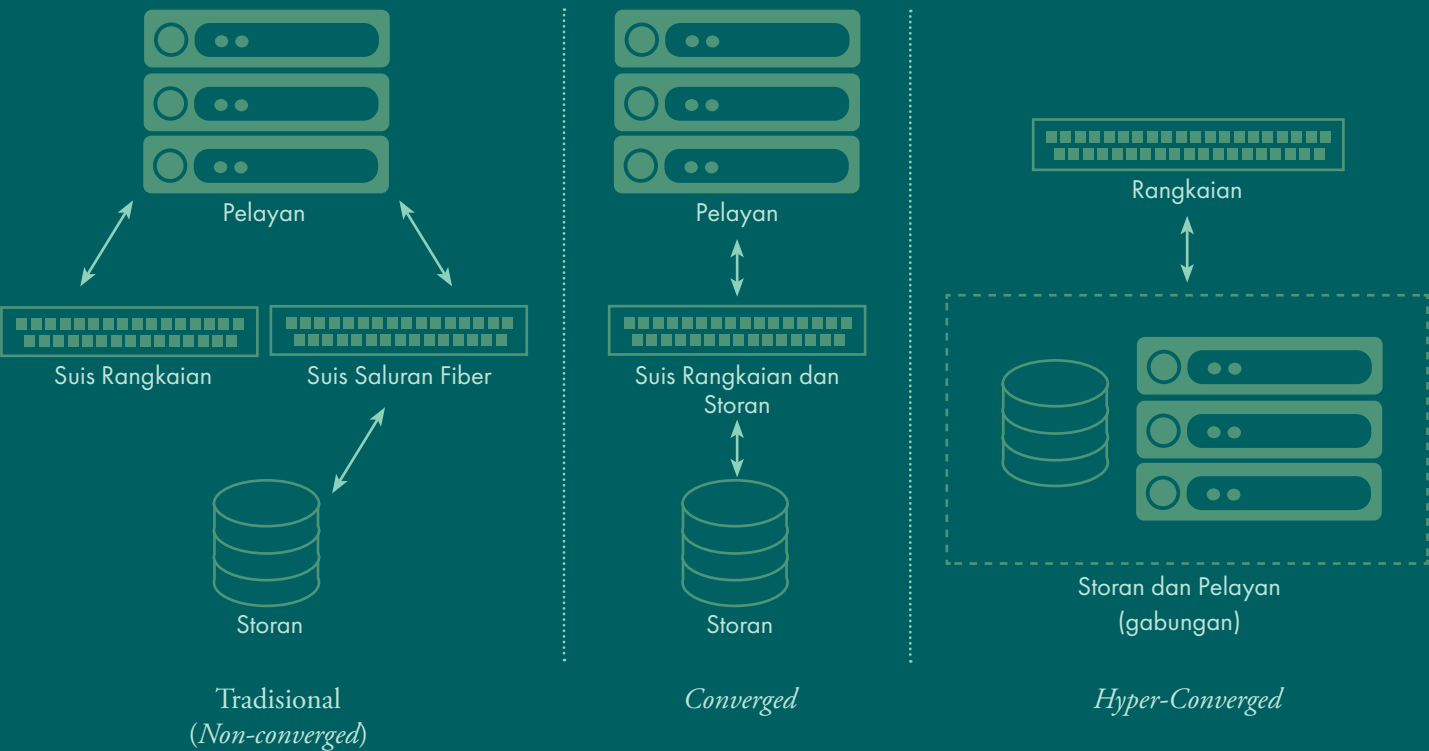 Pelayan
Suis Rangkaian
Suis Saluran Fiber
Storan
Tradisional
(Non-converged)
Pelayan
Suis Rangkaian dan
Storan
Storan
Converged
Rangkaian
Storan dan Pelayan
(gabungan)
Hyper-Converged